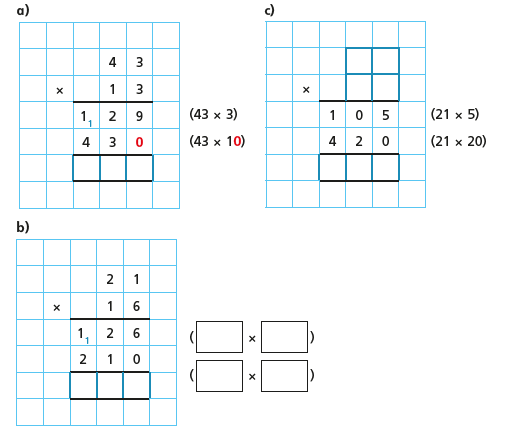 a)
4 3
× 1 3
1 1 2 9 (43 × 3)
4 3 0 (43 × 10)
c)
×
1 0 5 (21 × 5)
4 2 0 (21 × 20)
b)
2 1
× 1 6
1 1 2 6
2 1 0
( × )
( × )